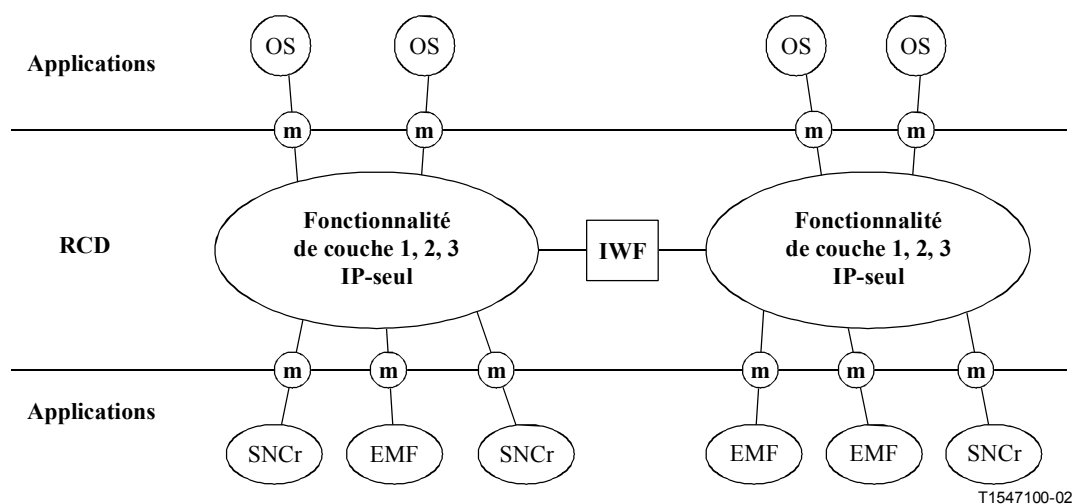 OS OS OS OS
Applications
m m m m
Fonctionnalité
de couche 1, 2, 3
IP-seul
RCD
IWF
Fonctionnalité
de couche 1, 2, 3
IP-seul
m m m m m m
Applications
SNCr EMF SNCr EMF EMF SNCr
T1547100-02